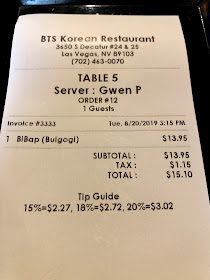 BTS Korean Restaurant
3650 S Decatur #24 & 25
Las Vegas, NV 89103
(702) 463-0070
TABLE 5
Server : Gwen P
ORDER #12
1 Guests
Invoice #3333 Tue, 8/20/2019 3:15 PM
1 BiBap (Bulgogi) $13.95
SUBTOTAL : $13.95
TAX : $1.15
TOTAL : $15.10
Tip Guide
15%=$2.27, 18%=$2.72, 20%=$3.02